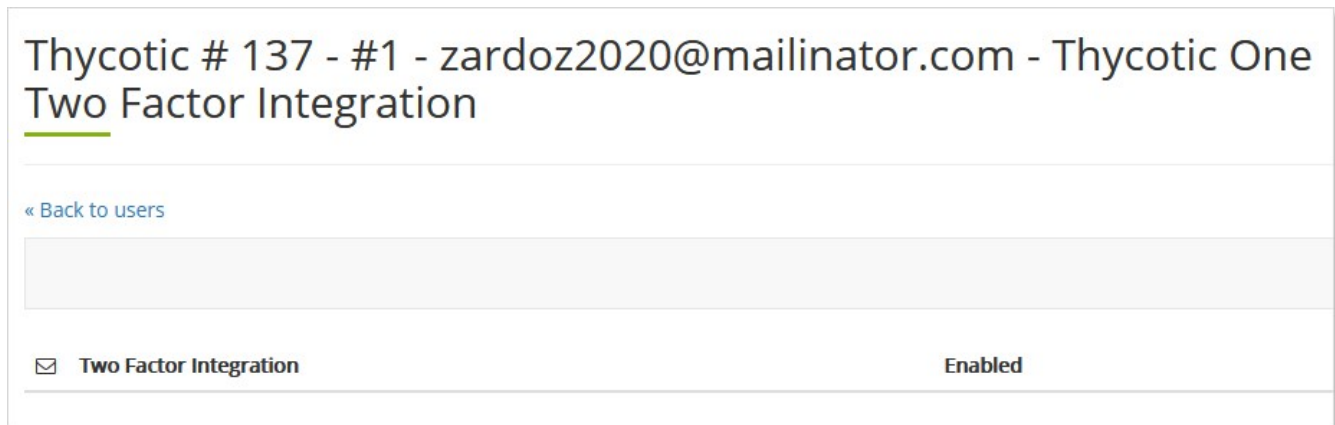 Thycotic # 137 - #1 - zardoz2020@mailinator.com - Thycotic One
Two Factor Integration
« Back to users
Two Factor Integration Enabled